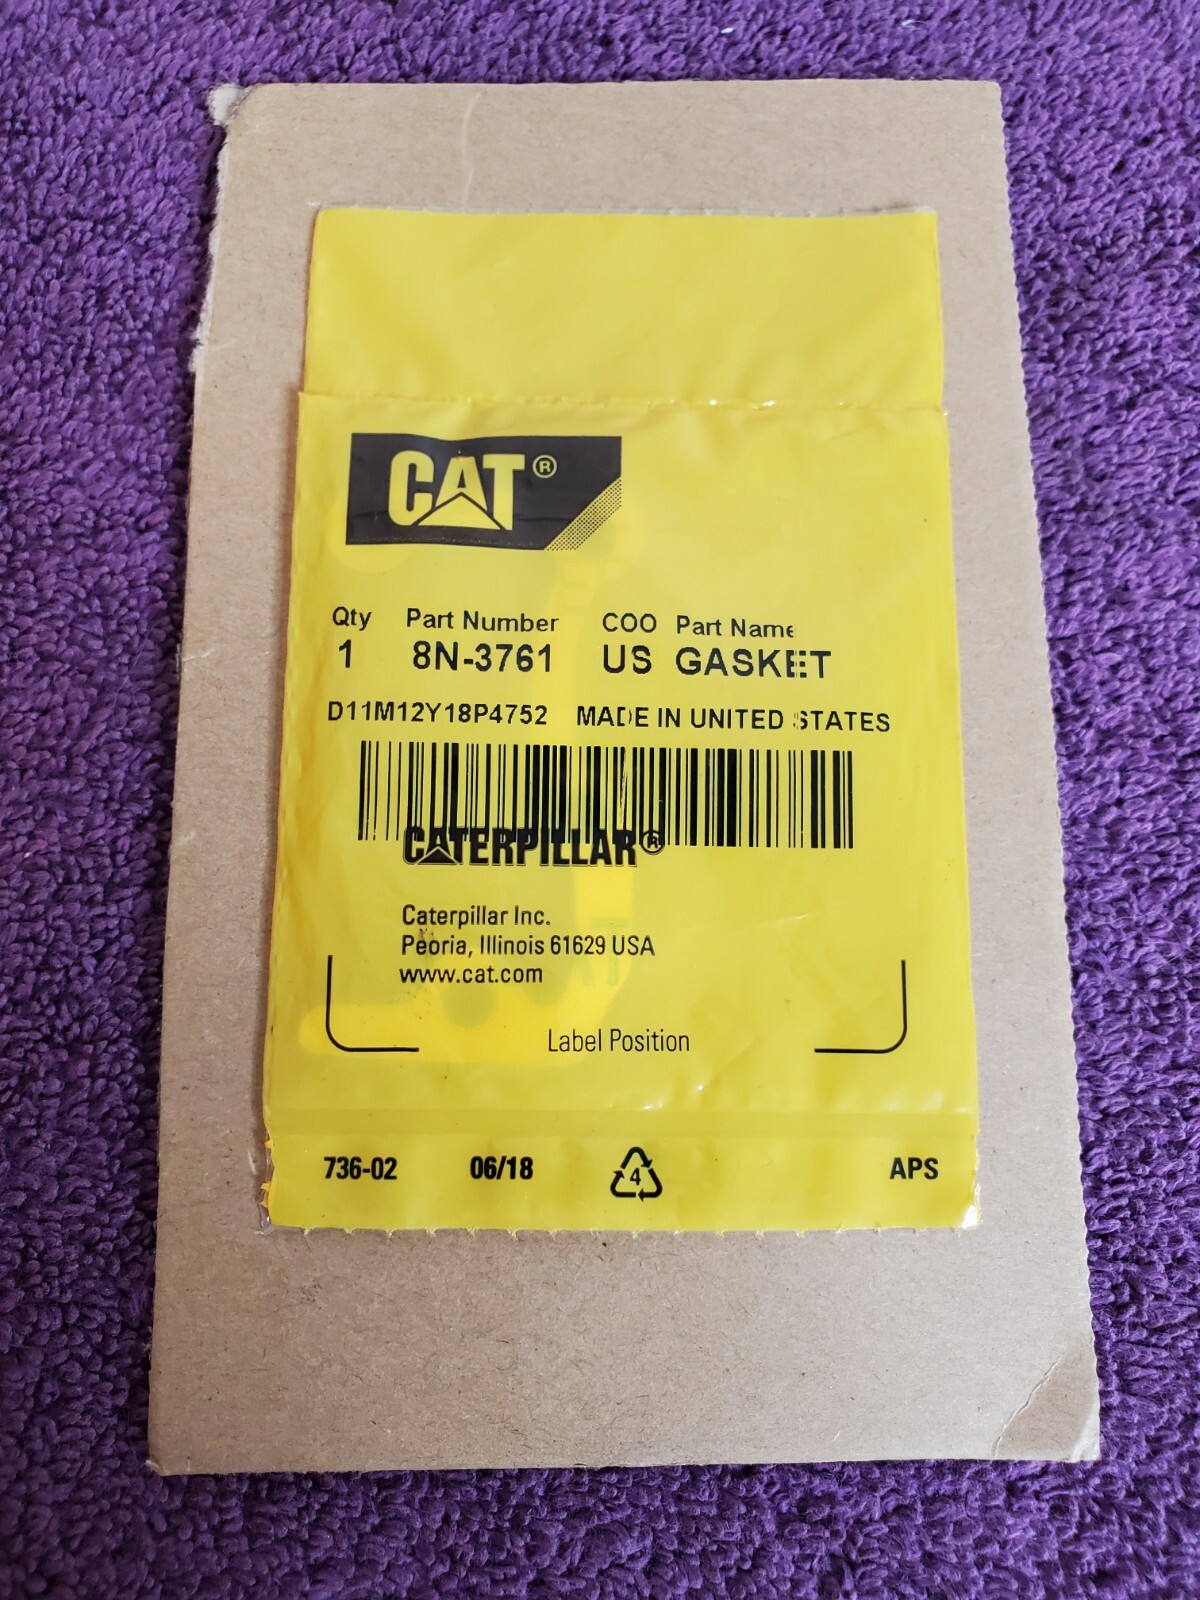 CAT®
Qty Part Number COO Part Name
1 8N-3761 US GASKET
D11M12Y18P4752 MADE IN UNITED STATES
CATERPILLAR®
Caterpillar Inc.
Peoria, Illinois 61629 USA
www.cat.com
Label Position
736-02 06/18 4 APS